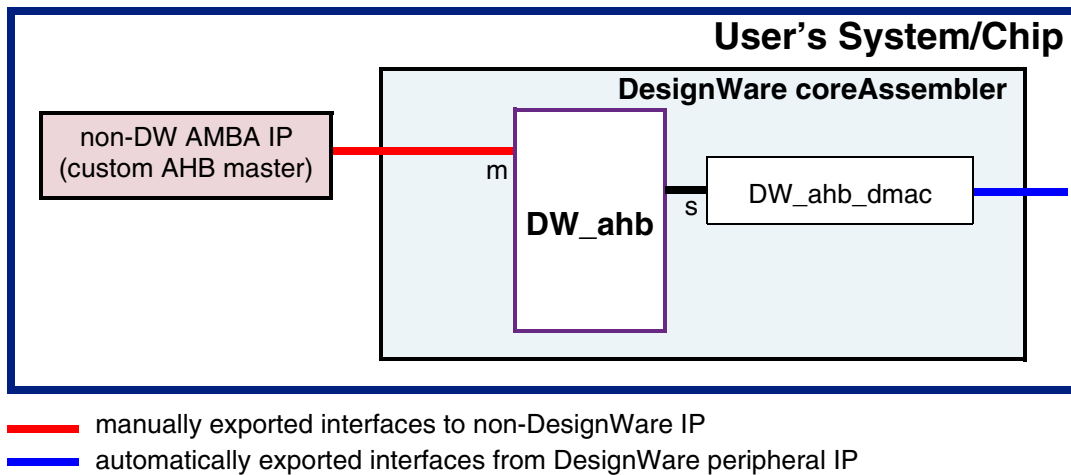 User's System/Chip
DesignWare coreAssembler
non-DW AMBA IP
(custom AHB master)
m
DW_ahb
s
DW_ahb_dmac
manually exported interfaces to non-DesignWare IP
automatically exported interfaces from DesignWare peripheral IP